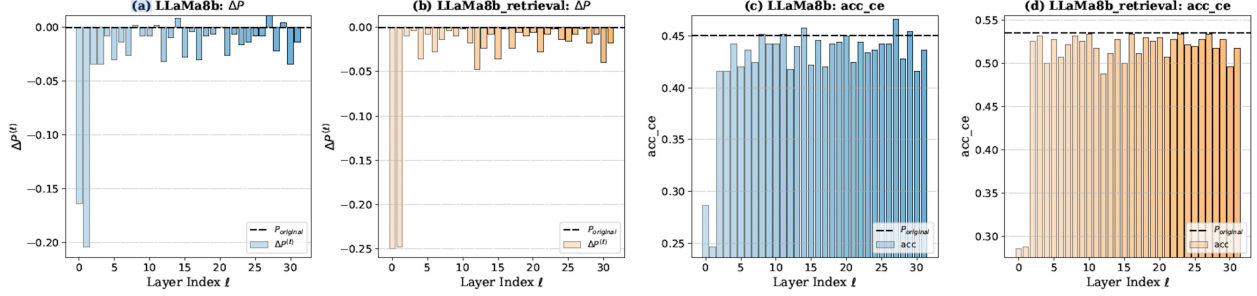 (a) LLaMa8b: ΔP
0.00
−0.05
−0.10
−0.15
−0.20
ΔP⁽ℓ⁾
P_original
ΔP⁽ℓ⁾
0 5 10 15 20 25 30
Layer Index ℓ
(b) LLaMa8b_retrieval: ΔP
0.00
−0.05
−0.10
−0.15
−0.20
−0.25
ΔP⁽ℓ⁾
P_original
ΔP⁽ℓ⁾
0 5 10 15 20 25 30
Layer Index ℓ
(c) LLaMa8b: acc_ce
0.45
0.40
0.35
0.30
0.25
acc_ce
P_original
acc
0 5 10 15 20 25 30
Layer Index ℓ
(d) LLaMa8b_retrieval: acc_ce
0.55
0.50
0.45
0.40
0.35
0.30
acc_ce
P_original
acc
0 5 10 15 20 25 30
Layer Index ℓ